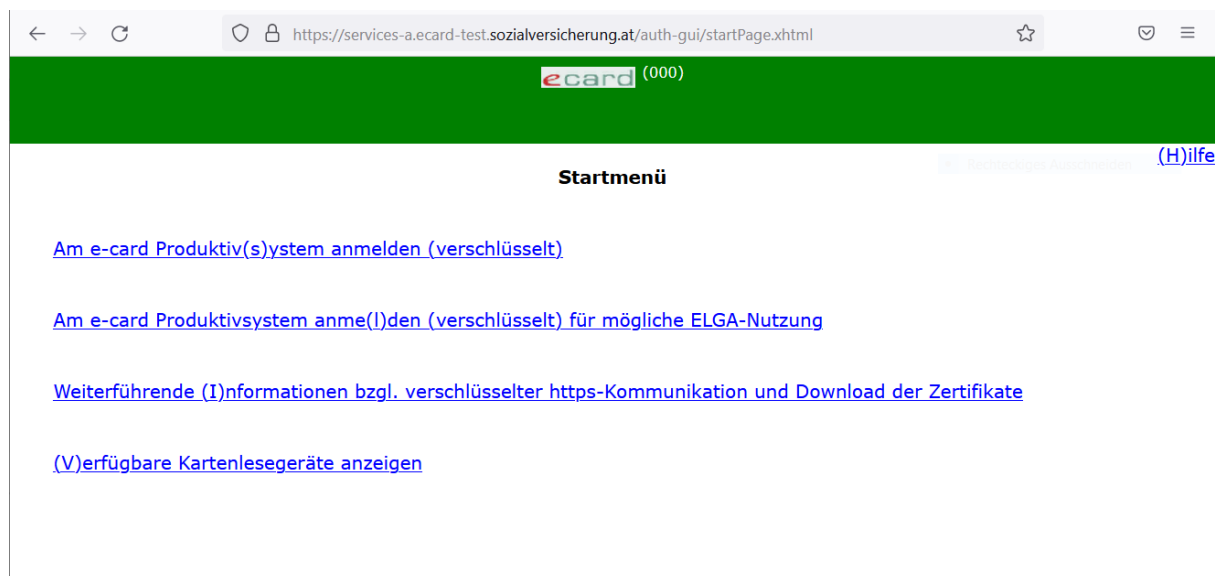 https://services-a.ecard-test.sozialversicherung.at/auth-gui/startPage.xhtml
ecard (000)
(H)ilfe
Startmenü
Am e-card Produktiv(s)ystem anmelden (verschlüsselt)
Am e-card Produktivsystem anme(l)den (verschlüsselt) für mögliche ELGA-Nutzung
Weiterführende (I)nformationen bzgl. verschlüsselter https-Kommunikation und Download der Zertifikate
(V)erfügbare Kartenlesegeräte anzeigen